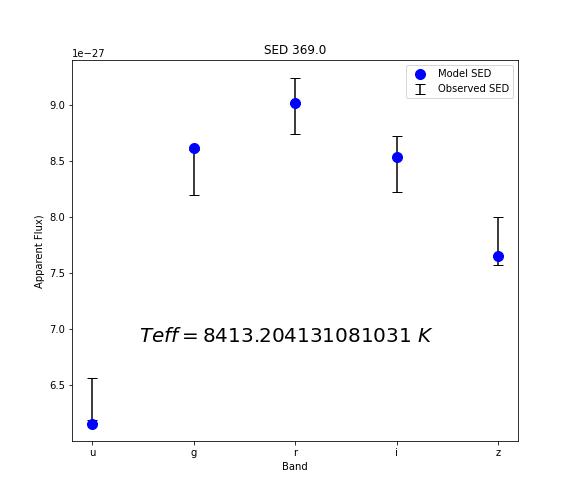 SED 369.0
1e−27
Model SED
Observed SED
9.0
8.5
8.0
7.5
7.0
6.5
Apparent Flux)
Teff = 8413.204131081031 K
u g r i z
Band